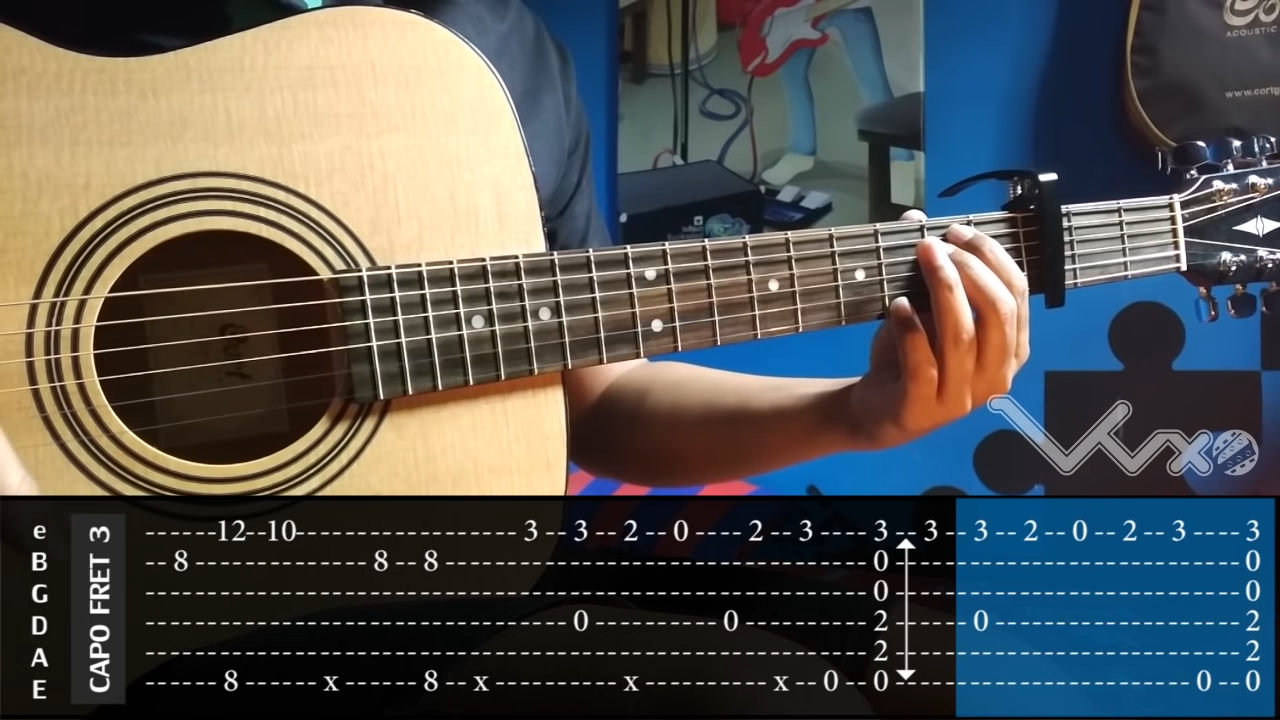 ACOUSTIC
www.cortg
Vvxo
CAPO FRET 3
e ------12--10------------------3--3--2--0----2--3----3--3--3--2--0--2--3----3
B --8------------8--8---------------------------0-----------------------0
G ----------------------------------------------0-----------------------0
D --------------------------0---------0---------2------0----------------2
A ----------------------------------------------2-----------------------2
E -----8------x------8--x---------x---------x--0--0------------------0--0